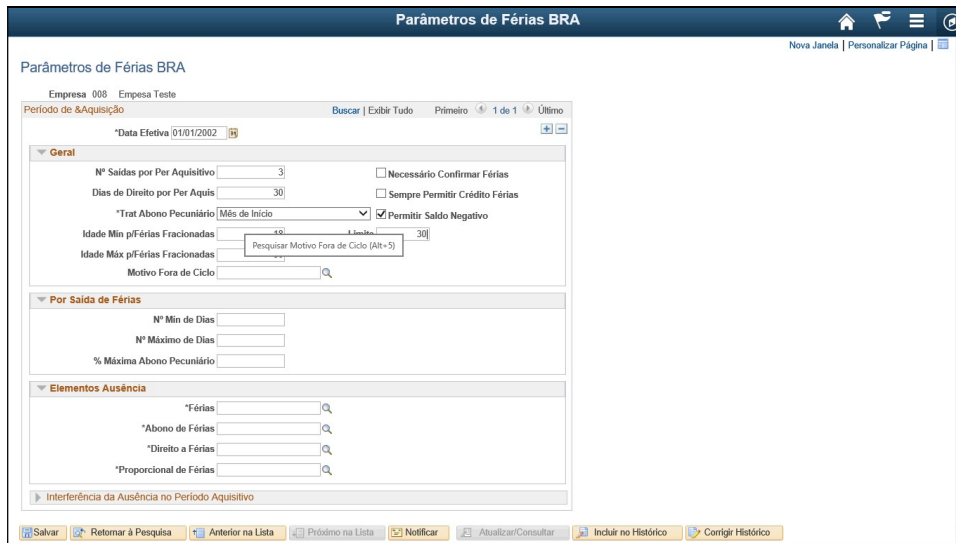 Parâmetros de Férias BRA
Nova Janela | Personalizar Página |
Parâmetros de Férias BRA
Empresa 008 Empesa Teste
Período de &Aquisição Buscar | Exibir Tudo Primeiro 1 de 1 Último
*Data Efetiva 01/01/2002
Geral
Nº Saídas por Per Aquisitivo 3 Necessário Confirmar Férias
Dias de Direito por Per Aquis 30 Sempre Permitir Crédito Férias
*Trat Abono Pecuniário Mês de Início Permitir Saldo Negativo
Idade Mín p/Férias Fracionadas 18 Limite 30
Pesquisar Motivo Fora de Ciclo (Alt+5)
Idade Máx p/Férias Fracionadas
Motivo Fora de Ciclo
Por Saída de Férias
Nº Mín de Dias
Nº Máximo de Dias
% Máxima Abono Pecuniário
Elementos Ausência
*Férias
*Abono de Férias
*Direito a Férias
*Proporcional de Férias
Interferência da Ausência no Período Aquisitivo
Salvar Retornar à Pesquisa Anterior na Lista Próximo na Lista Notificar Atualizar/Consultar Incluir no Histórico Corrigir Histórico